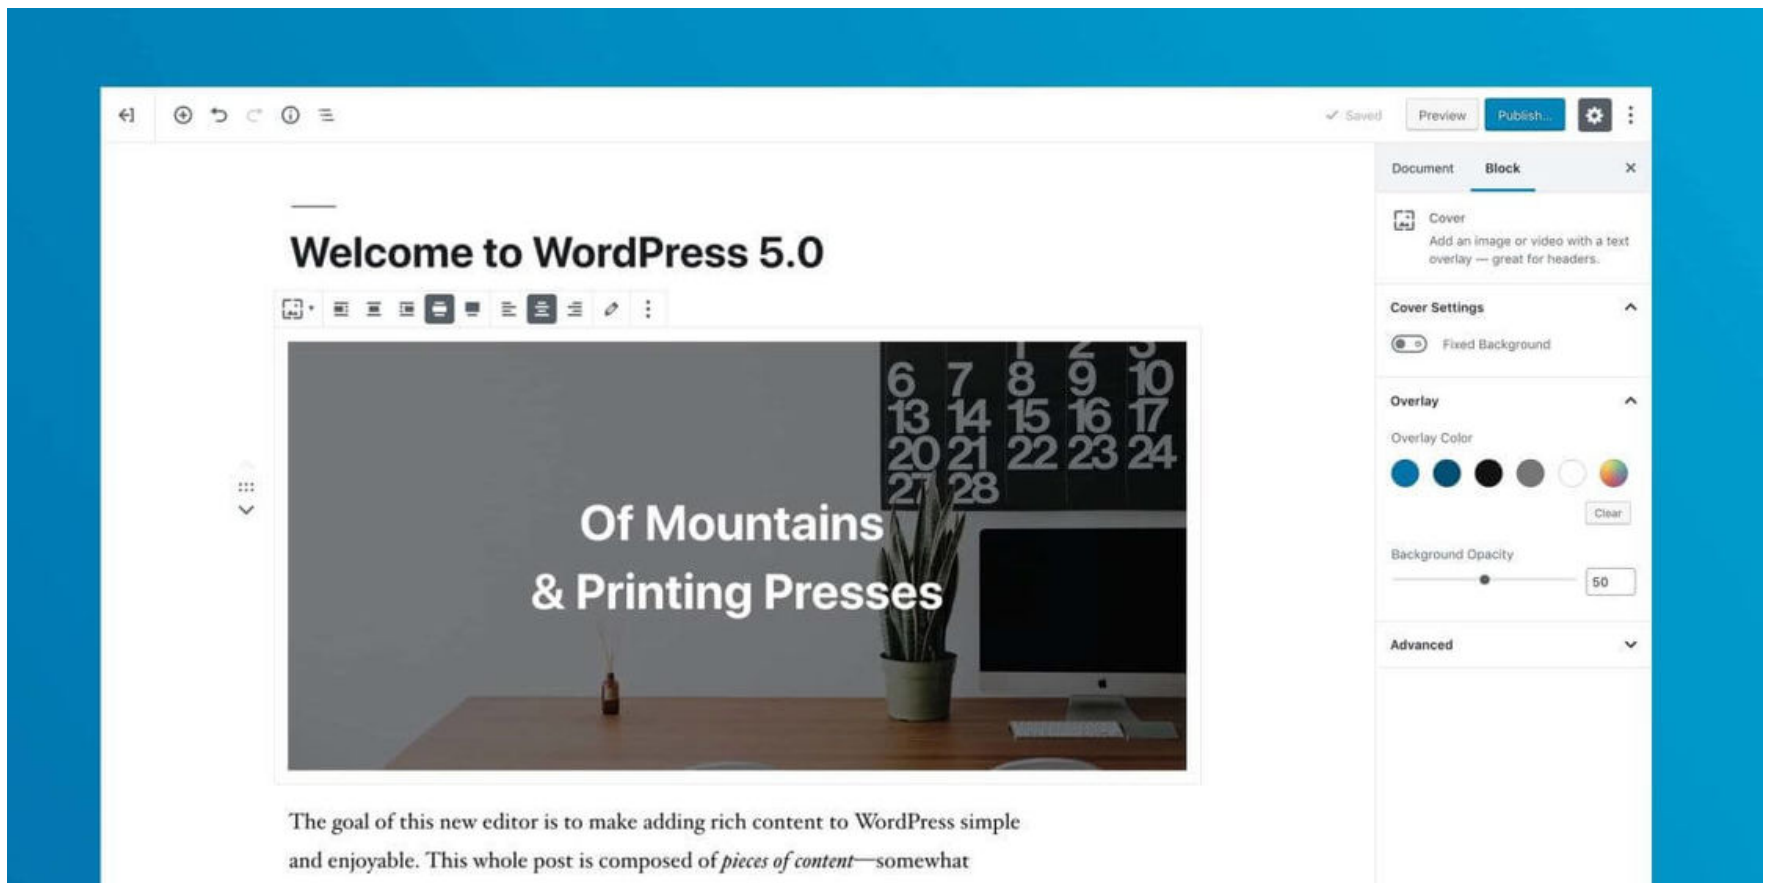 Saved
Preview
Publish...
Document
Block
Cover
Add an image or video with a text
overlay — great for headers.
Welcome to WordPress 5.0
Cover Settings
Fixed Background
1 2 3
6 7 8 9 10
13 14 15 16 17
20 21 22 23 24
27 28
Of Mountains
& Printing Presses
Overlay
Overlay Color
Clear
Background Opacity
50
Advanced
The goal of this new editor is to make adding rich content to WordPress simple
and enjoyable. This whole post is composed of pieces of content—somewhat